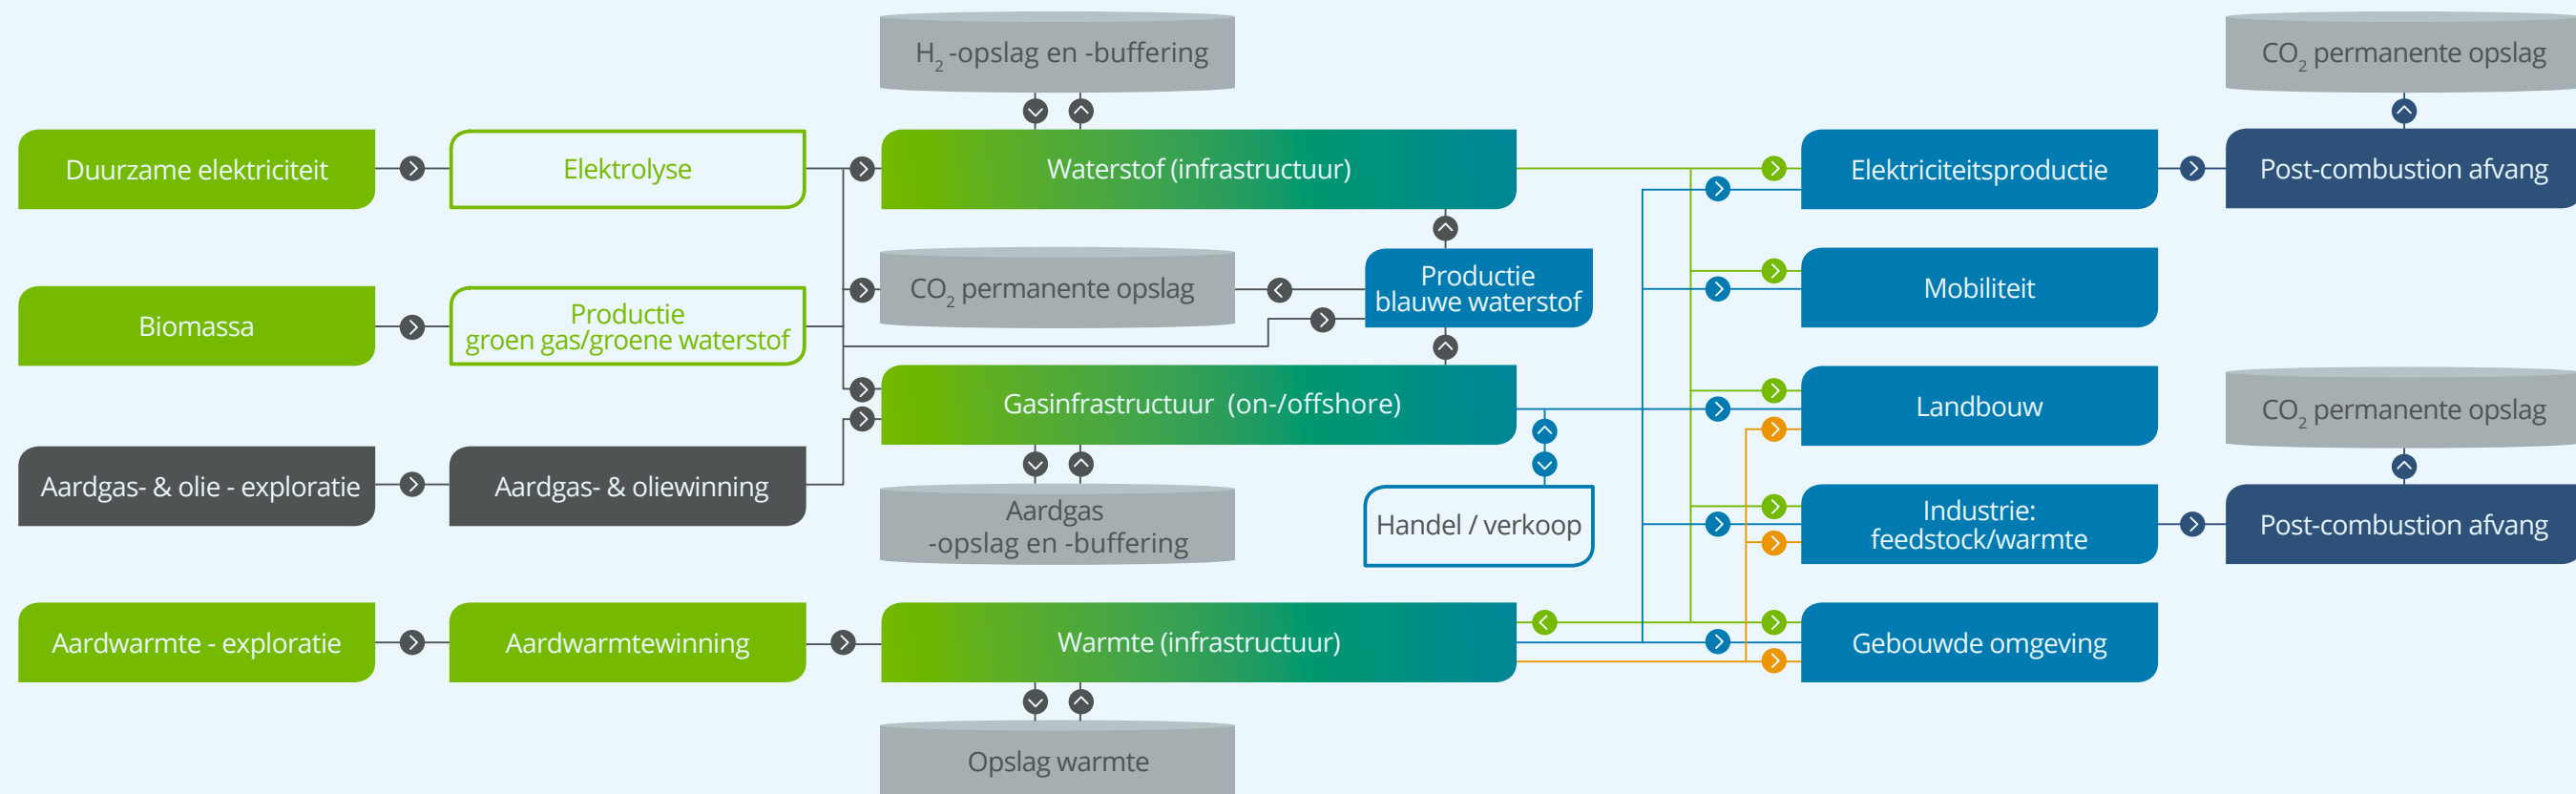 H₂ -opslag en -buffering
CO₂ permanente opslag
Duurzame elektriciteit
Elektrolyse
Waterstof (infrastructuur)
Elektriciteitsproductie
Post-combustion afvang
Biomassa
Productie
groen gas/groene waterstof
CO₂ permanente opslag
Productie
blauwe waterstof
Mobiliteit
Gasinfrastructuur (on-/offshore)
Landbouw
CO₂ permanente opslag
Aardgas- & olie - exploratie
Aardgas- & oliewinning
Aardgas
-opslag en -buffering
Handel / verkoop
Industrie:
feedstock/warmte
Post-combustion afvang
Aardwarmte - exploratie
Aardwarmtewinning
Warmte (infrastructuur)
Gebouwde omgeving
Opslag warmte